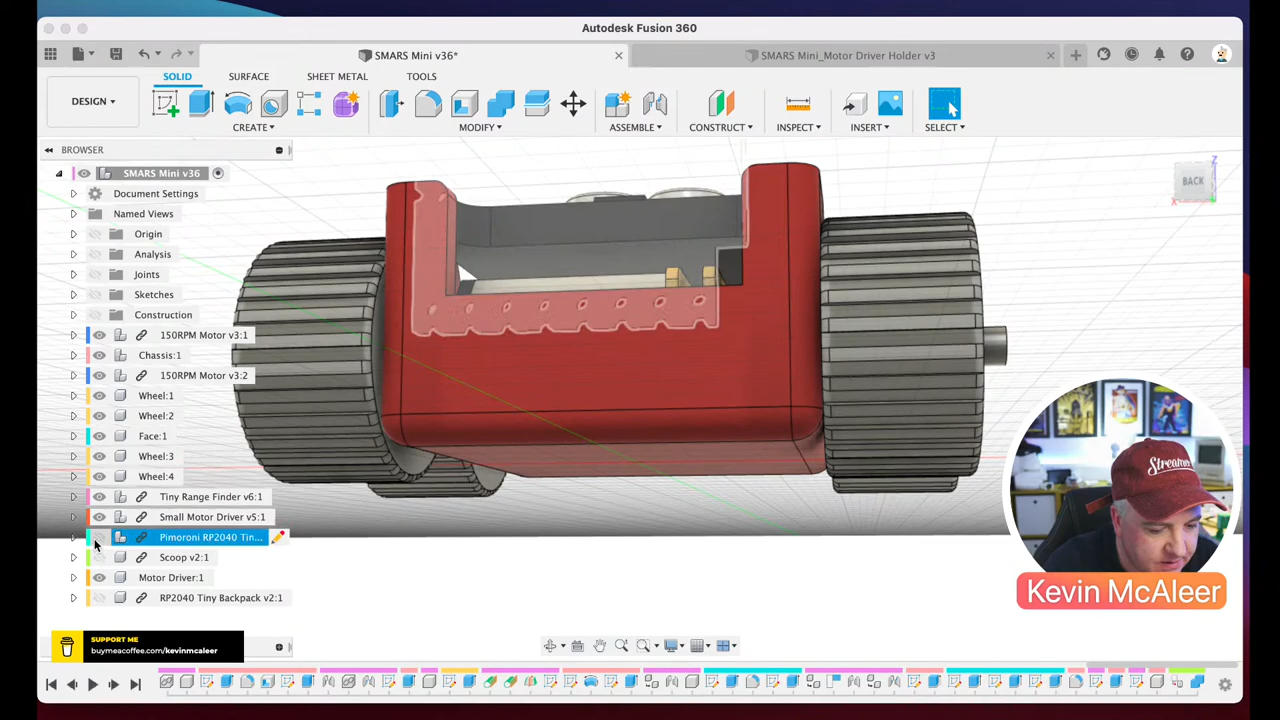 Autodesk Fusion 360
SMARS Mini v36*
SMARS Mini_Motor Driver Holder v3
SOLID
SURFACE
SHEET METAL
TOOLS
DESIGN
CREATE
MODIFY
ASSEMBLE
CONSTRUCT
INSPECT
INSERT
SELECT
BROWSER
SMARS Mini v36
Document Settings
Named Views
Origin
Analysis
Joints
Sketches
Construction
150RPM Motor v3:1
Chassis:1
150RPM Motor v3:2
Wheel:1
Wheel:2
Face:1
Wheel:3
Wheel:4
Tiny Range Finder v6:1
Small Motor Driver v5:1
Pimoroni RP2040 Tin...
Scoop v2:1
Motor Driver:1
RP2040 Tiny Backpack v2:1
BACK
Z
X
Streamer
Kevin McAleer
SUPPORT ME
buymeacoffee.com/kevinmcaleer